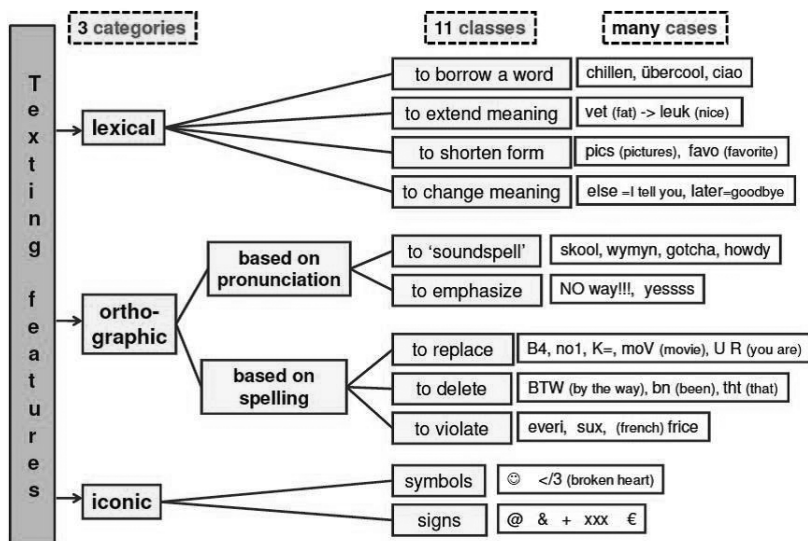 3 categories
11 classes
many cases
Texting features
lexical
to borrow a word
chillen, übercool, ciao
to extend meaning
vet (fat) -> leuk (nice)
to shorten form
pics (pictures), favo (favorite)
to change meaning
else =I tell you, later=goodbye
ortho-
graphic
based on
pronunciation
to 'soundspell'
skool, wymyn, gotcha, howdy
to emphasize
NO way!!!, yessss
based on
spelling
to replace
B4, no1, K=, moV (movie), U R (you are)
to delete
BTW (by the way), bn (been), tht (that)
to violate
everi, sux, (french) frice
iconic
symbols
☺ </3 (broken heart)
signs
@ & + xxx €